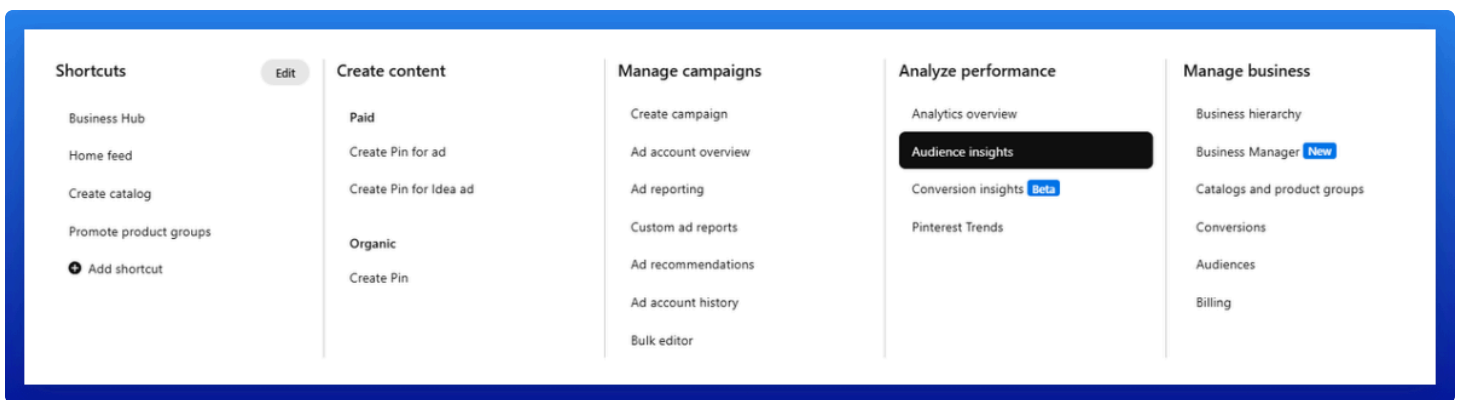 Shortcuts
Edit
Business Hub
Home feed
Create catalog
Promote product groups
Add shortcut
Create content
Paid
Create Pin for ad
Create Pin for Idea ad
Organic
Create Pin
Manage campaigns
Create campaign
Ad account overview
Ad reporting
Custom ad reports
Ad recommendations
Ad account history
Bulk editor
Analyze performance
Analytics overview
Audience insights
Conversion insights Beta
Pinterest Trends
Manage business
Business hierarchy
Business Manager New
Catalogs and product groups
Conversions
Audiences
Billing